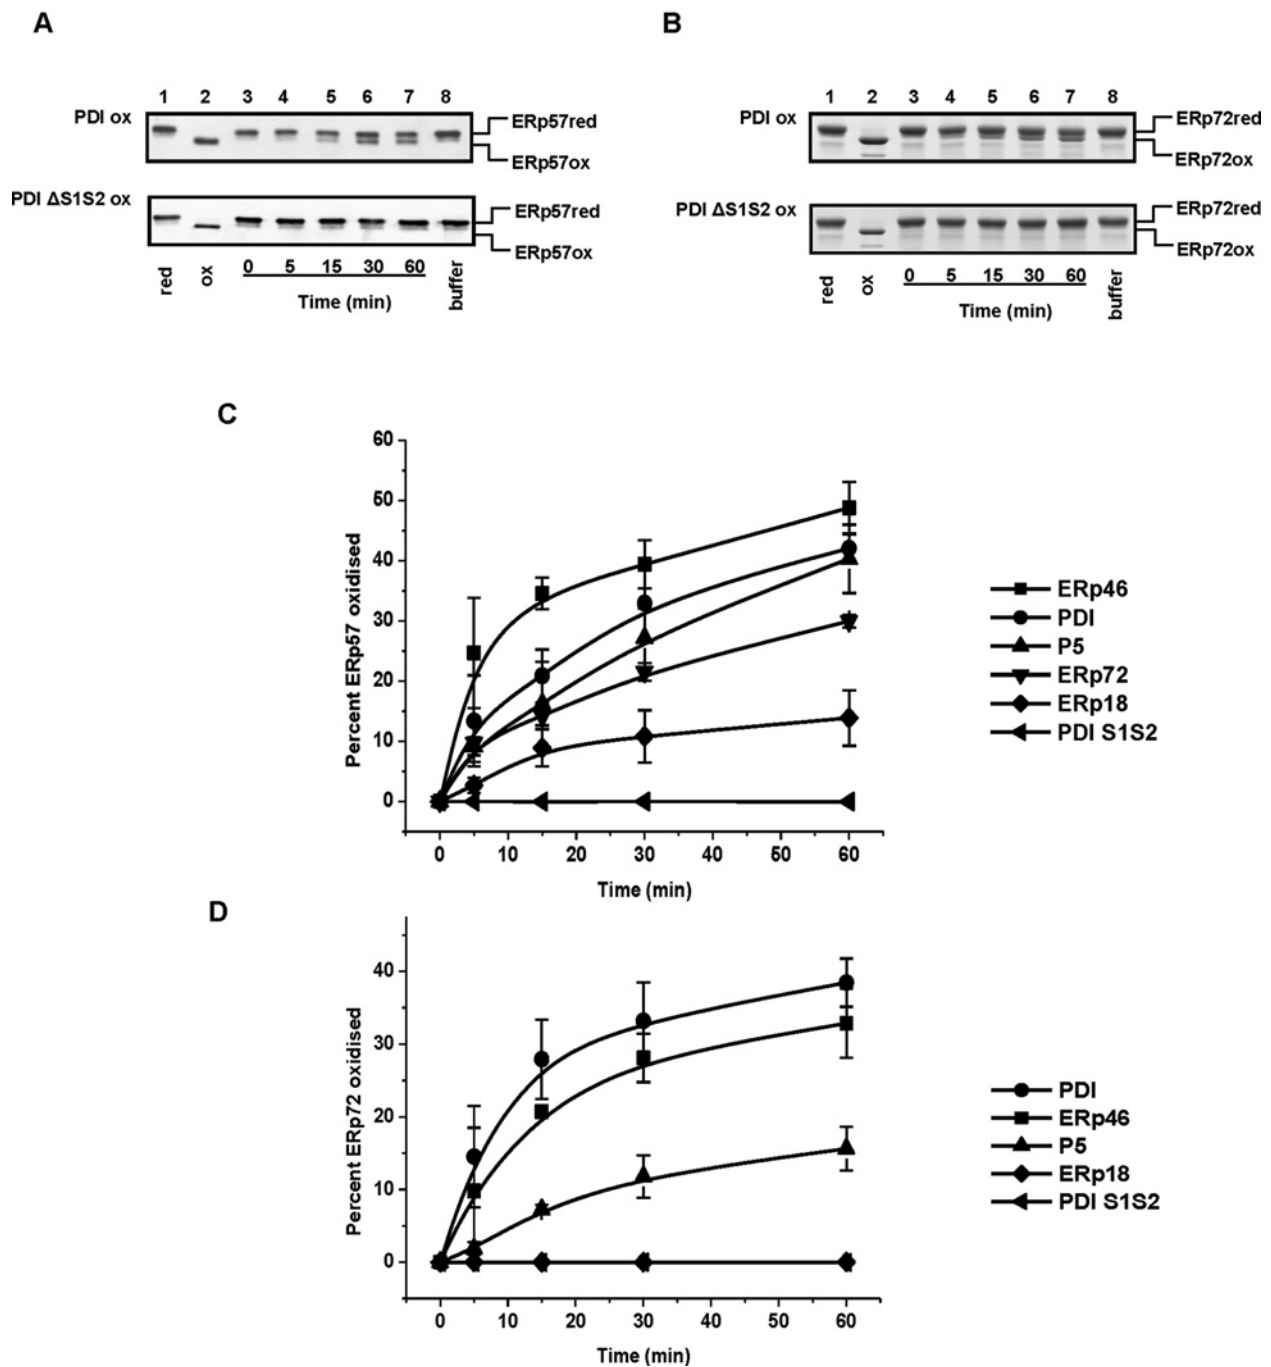 A
B
1 2 3 4 5 6 7 8
PDI ox
ERp57red
ERp57ox
PDI ΔS1S2 ox
ERp57red
ERp57ox
red ox 0 5 15 30 60 buffer
Time (min)
1 2 3 4 5 6 7 8
PDI ox
ERp72red
ERp72ox
PDI ΔS1S2 ox
ERp72red
ERp72ox
red ox 0 5 15 30 60 buffer
Time (min)
C
Percent ERp57 oxidised
60
50
40
30
20
10
0
0 10 20 30 40 50 60
Time (min)
ERp46
PDI
P5
ERp72
ERp18
PDI S1S2
D
Percent ERp72 oxidised
40
30
20
10
0
0 10 20 30 40 50 60
Time (min)
PDI
ERp46
P5
ERp18
PDI S1S2